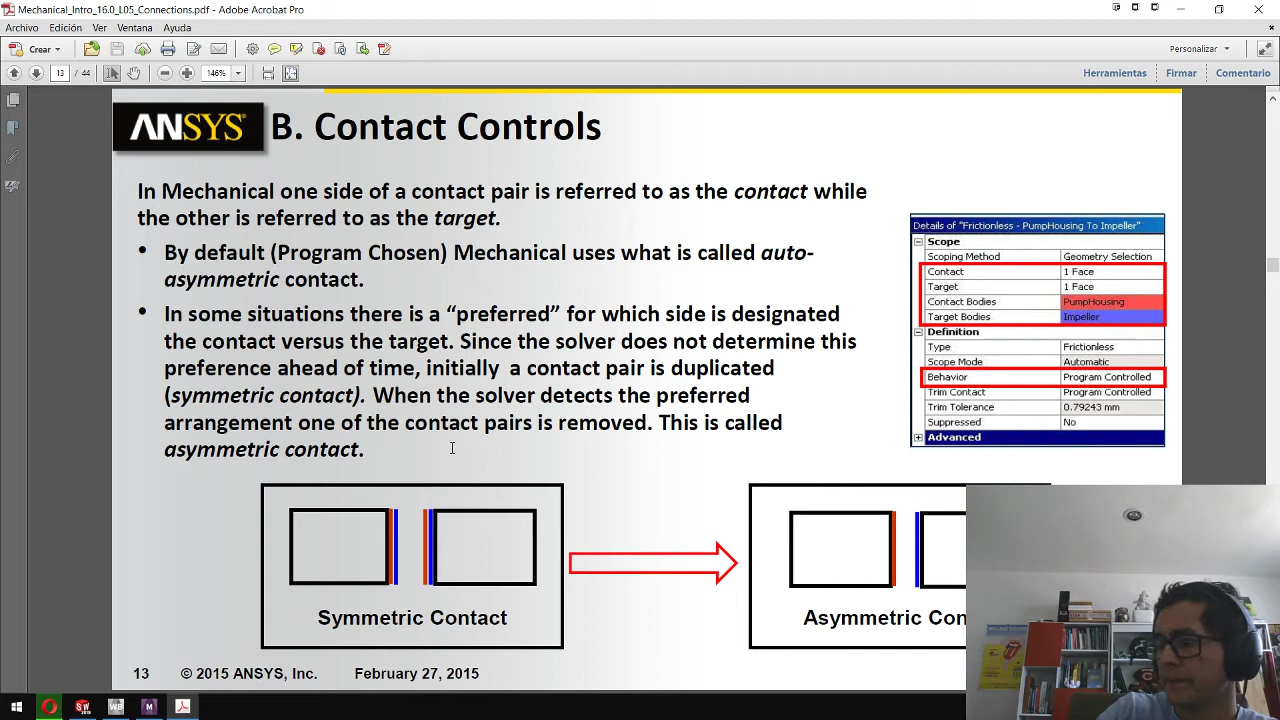 Mechanical_Intro_16.0_L05_Connections.pdf - Adobe Acrobat Pro
Archivo Edición Ver Ventana Ayuda
Crear
Personalizar
13 / 44
146%
Herramientas Firmar Comentario
ANSYS
B. Contact Controls
In Mechanical one side of a contact pair is referred to as the contact while
the other is referred to as the target.
• By default (Program Chosen) Mechanical uses what is called auto-
asymmetric contact.
• In some situations there is a “preferred” for which side is designated
the contact versus the target. Since the solver does not determine this
preference ahead of time, initially a contact pair is duplicated
(symmetric contact). When the solver detects the preferred
arrangement one of the contact pairs is removed. This is called
asymmetric contact.
Details of "Frictionless - PumpHousing To Impeller"
Scope
Scoping Method Geometry Selection
Contact 1 Face
Target 1 Face
Contact Bodies PumpHousing
Target Bodies Impeller
Definition
Type Frictionless
Scope Mode Automatic
Behavior Program Controlled
Trim Contact Program Controlled
Trim Tolerance 0.79243 mm
Suppressed No
Advanced
Symmetric Contact
Asymmetric Con
13 © 2015 ANSYS, Inc. February 27, 2015